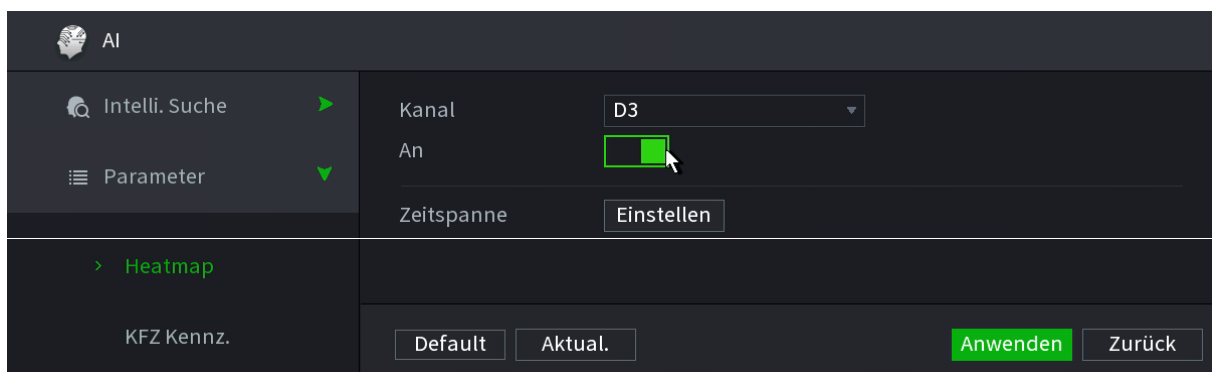 AI
Intelli. Suche
Parameter
> Heatmap
KFZ Kennz.
Kanal D3
An
Zeitspanne Einstellen
Default Aktual. Anwenden Zurück